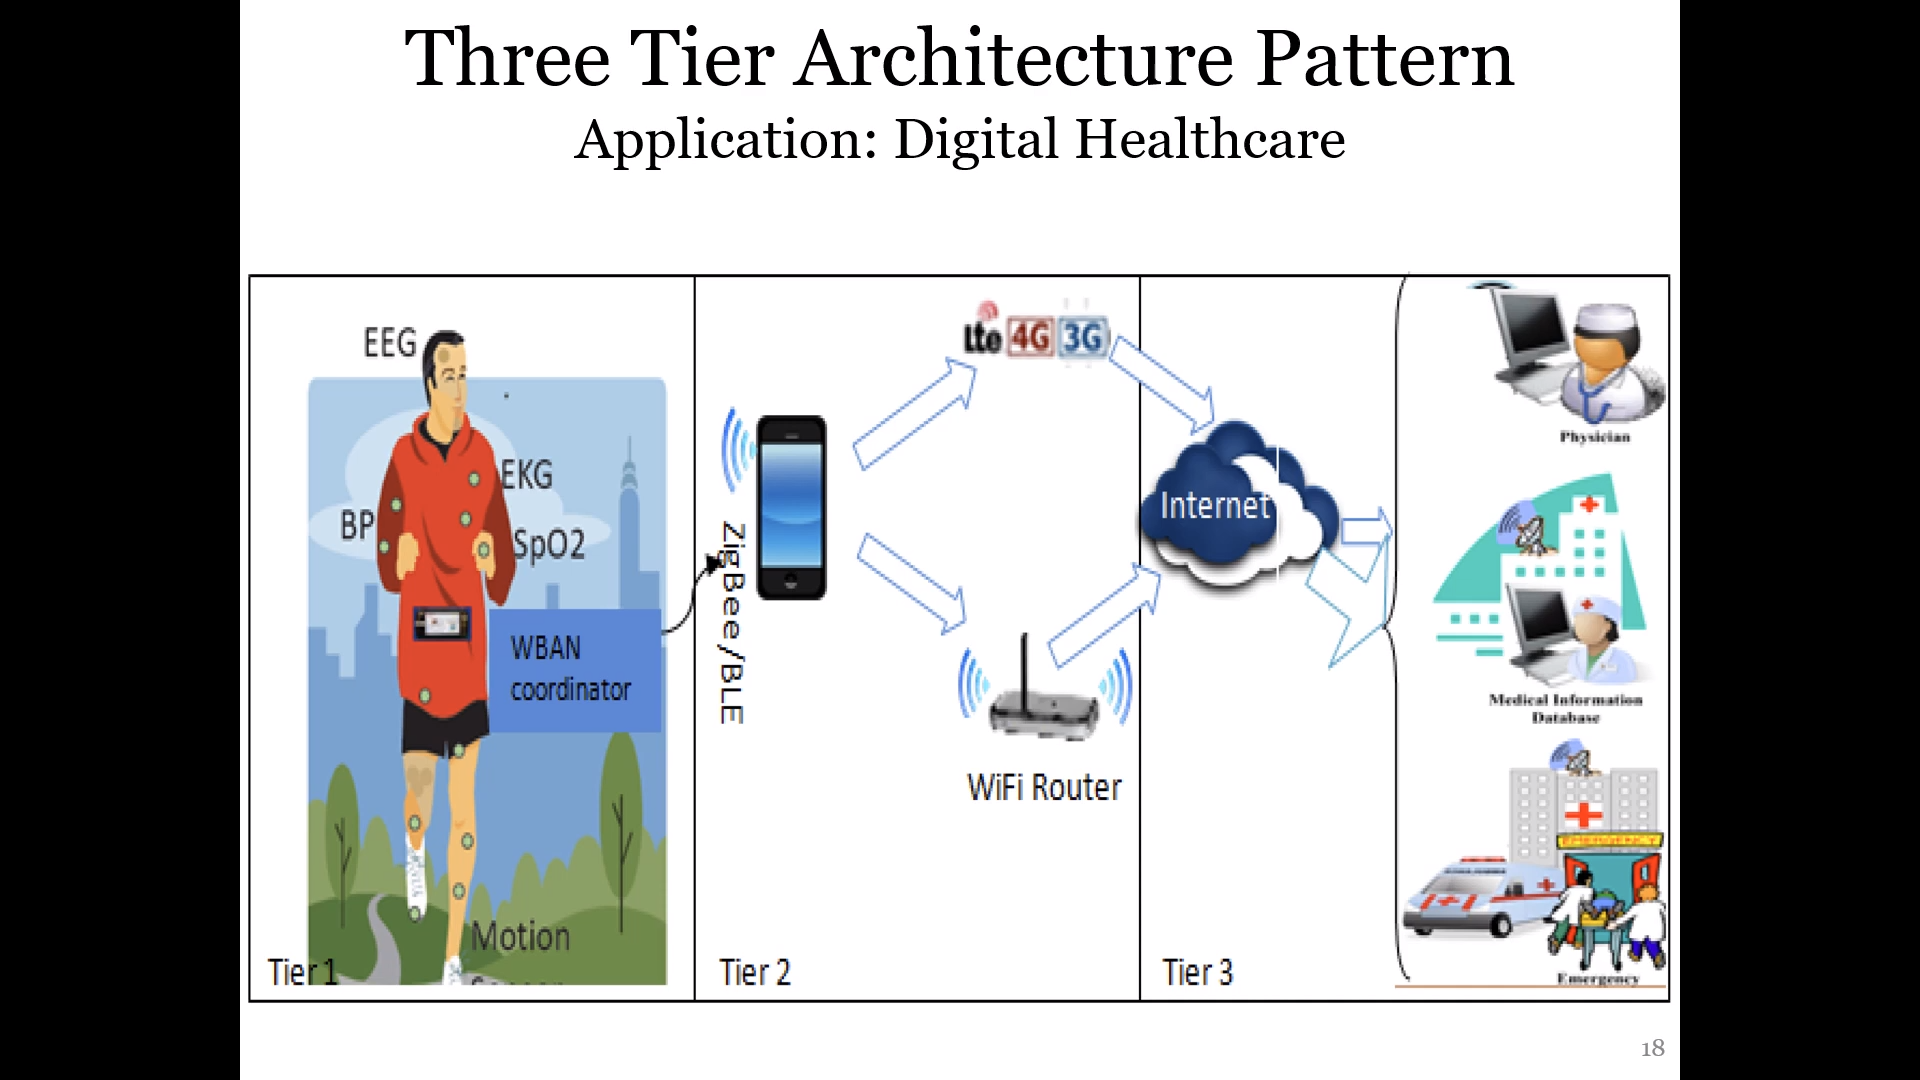 Three Tier Architecture Pattern
Application: Digital Healthcare
EEG
EKG
BP
SpO2
WBAN
coordinator
Motion
Tier 1
ZigBee/BLE
Lte 4G 3G
WiFi Router
Tier 2
Internet
Tier 3
Physician
Medical Information
Database
Emergency
18